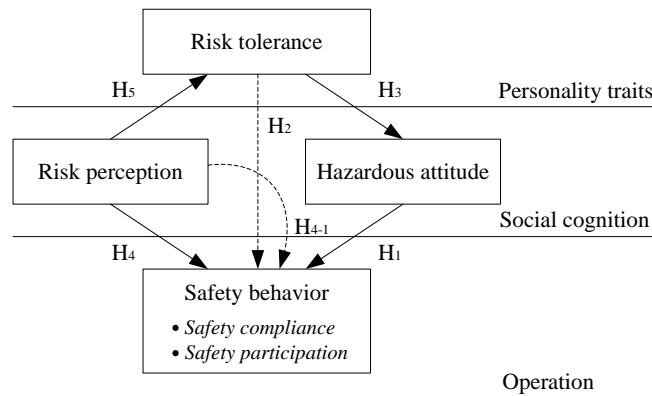 Risk tolerance
H5
H3
Personality traits
H2
Risk perception
Hazardous attitude
H4-1
Social cognition
H4
H1
Safety behavior
• Safety compliance
• Safety participation
Operation